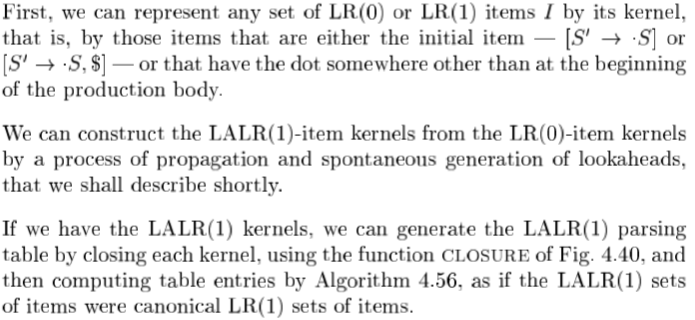 First, we can represent any set of LR(0) or LR(1) items I by its kernel,
that is, by those items that are either the initial item — [S′ → ·S] or
[S′ → ·S, $] — or that have the dot somewhere other than at the beginning
of the production body.
We can construct the LALR(1)-item kernels from the LR(0)-item kernels
by a process of propagation and spontaneous generation of lookaheads,
that we shall describe shortly.
If we have the LALR(1) kernels, we can generate the LALR(1) parsing
table by closing each kernel, using the function CLOSURE of Fig. 4.40, and
then computing table entries by Algorithm 4.56, as if the LALR(1) sets
of items were canonical LR(1) sets of items.